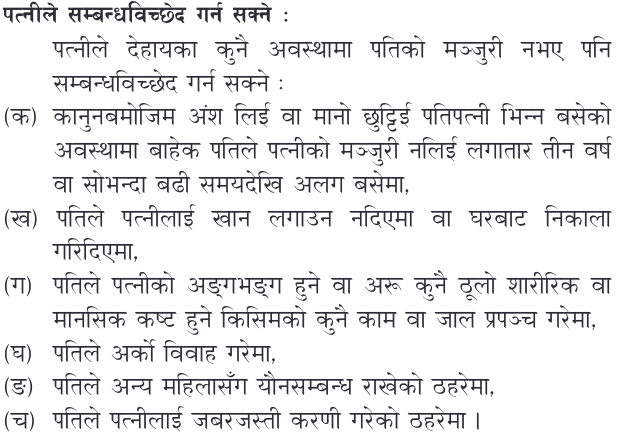 पत्नीले सम्बन्धविच्छेद गर्न सक्ने :
पत्नीले देहायका कुनै अवस्थामा पतिको मञ्जुरी नभए पनि
सम्बन्धविच्छेद गर्न सक्ने :
(क) कानुनबमोजिम अंश लिई वा मानो छुट्टिई पतिपत्नी भिन्न बसेको
अवस्थामा बाहेक पतिले पत्नीको मञ्जुरी नलिई लगातार तीन वर्ष
वा सोभन्दा बढी समयदेखि अलग बसेमा,
(ख) पतिले पत्नीलाई खान लगाउन नदिएमा वा घरबाट निकाला
गरिदिएमा,
(ग) पतिले पत्नीको अङ्गभङ्ग हुने वा अरू कुनै ठूलो शारीरिक वा
मानसिक कष्ट हुने किसिमको कुनै काम वा जाल प्रपञ्च गरेमा,
(घ) पतिले अर्को विवाह गरेमा,
(ङ) पतिले अन्य महिलासँग यौनसम्बन्ध राखेको ठहरेमा,
(च) पतिले पत्नीलाई जबरजस्ती करणी गरेको ठहरेमा ।